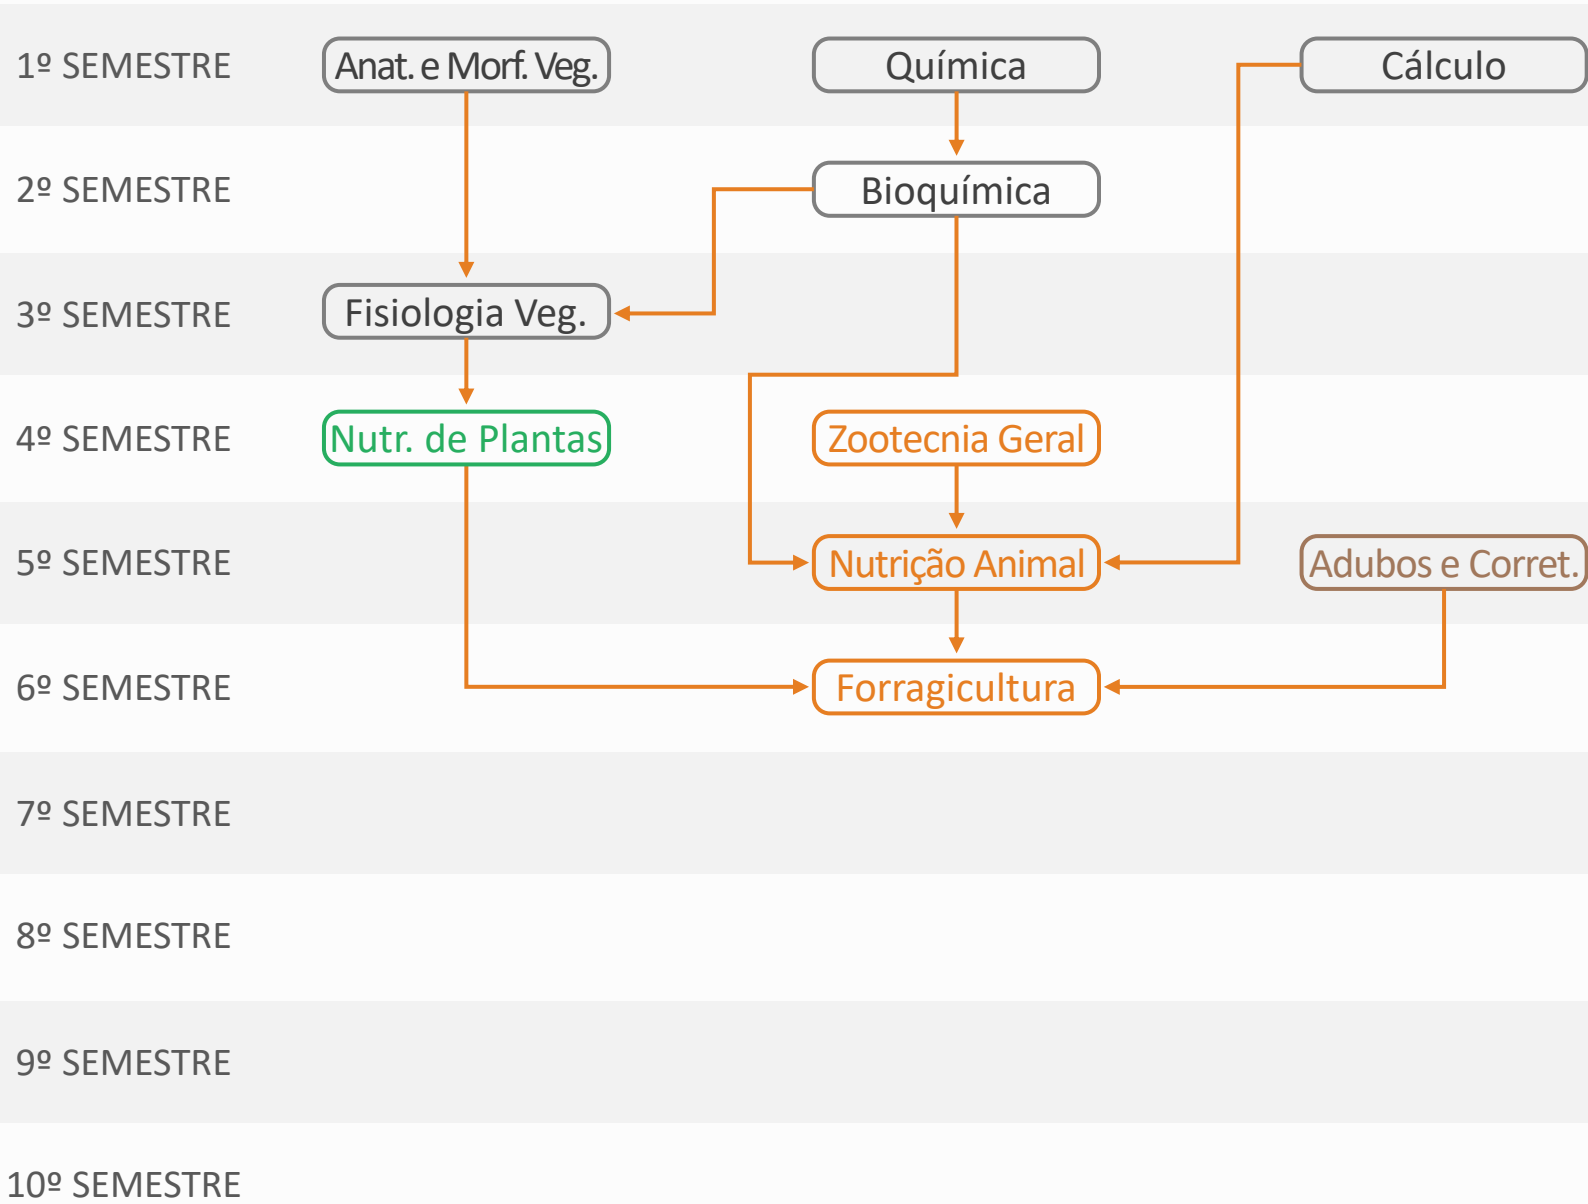 1º SEMESTRE
Anat. e Morf. Veg.
Química
Cálculo
2º SEMESTRE
Bioquímica
3º SEMESTRE
Fisiologia Veg.
4º SEMESTRE
Nutr. de Plantas
Zootecnia Geral
5º SEMESTRE
Nutrição Animal
Adubos e Corret.
6º SEMESTRE
Forragicultura
7º SEMESTRE
8º SEMESTRE
9º SEMESTRE
10º SEMESTRE